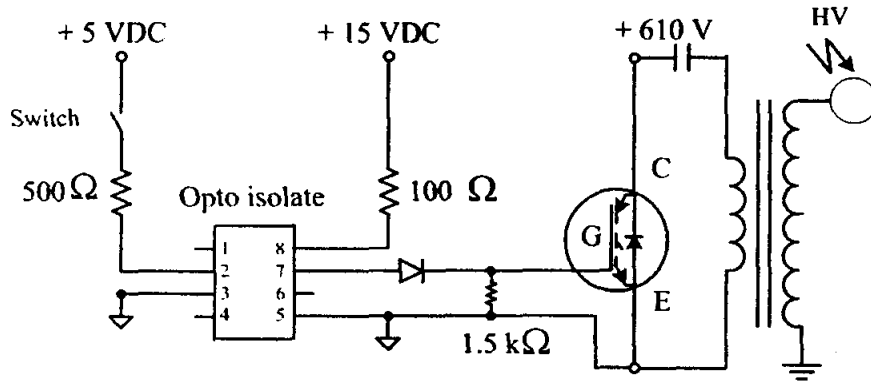 + 5 VDC
+ 15 VDC
+ 610 V
HV
Switch
500Ω
Opto isolate
100 Ω
C
G
E
1
8
2
7
3
6
4
5
1.5 kΩ